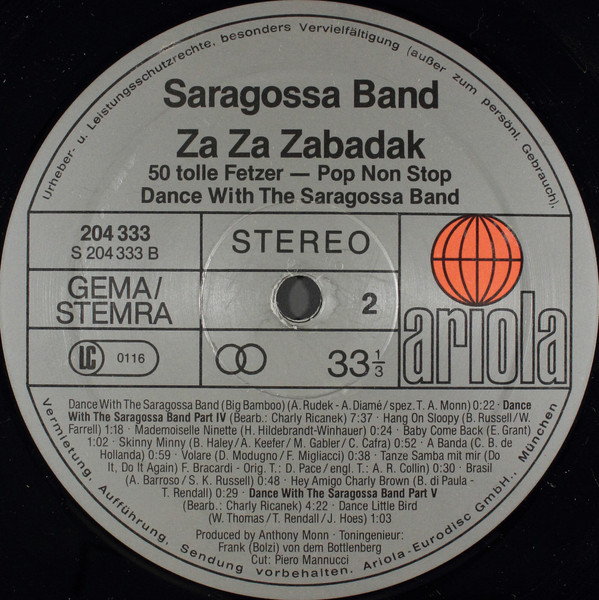 Urheber- u. Leistungsschutzrechte, besonders Vervielfältigung (außer zum persönl. Gebrauch),
Saragossa Band
Za Za Zabadak
50 tolle Fetzer — Pop Non Stop
Dance With The Saragossa Band
204 333
S 204 333 B
STEREO
GEMA/
STEMRA
2
LC 0116
33 1/3
ariola
Dance With The Saragossa Band (Big Bamboo) (A. Rudek - A. Diamé/spez. T. A. Monn) 0:22 · Dance
With The Saragossa Band Part IV (Bearb.: Charly Ricanek) 7:37 · Hang On Sloopy (B. Russell/W.
Farrell) 1:18 · Mademoiselle Ninette (H. Hildebrandt-Winhauer) 0:24 · Baby Come Back (E. Grant)
1:02 · Skinny Minny (B. Haley/A. Keefer/M. Gabler/C. Cafra) 0:52 · A Banda (C. B. de
Hollanda) 0:59 · Volare (D. Modugno/F. Migliacci) 0:38 · Tanze Samba mit mir (Do
It, Do It Again) F. Bracardi - Orig. T.: D. Pace/engl. T.: A. R. Collin) 0:30 · Brasil
(A. Barroso/S. K. Russell) 0:48 · Hey Amigo Charly Brown (B. di Paula -
T. Rendall) 0:29 · Dance With The Saragossa Band Part V
(Bearb.: Charly Ricanek) 4:22 · Dance Little Bird
(W. Thomas/T. Rendall/J. Hoes) 1:03
Produced by Anthony Monn · Toningenieur:
Frank (Bolzi) von dem Bottlenberg
Cut: Piero Mannucci
Vermietung, Aufführung, Sendung vorbehalten. Ariola-Eurodisc GmbH., München